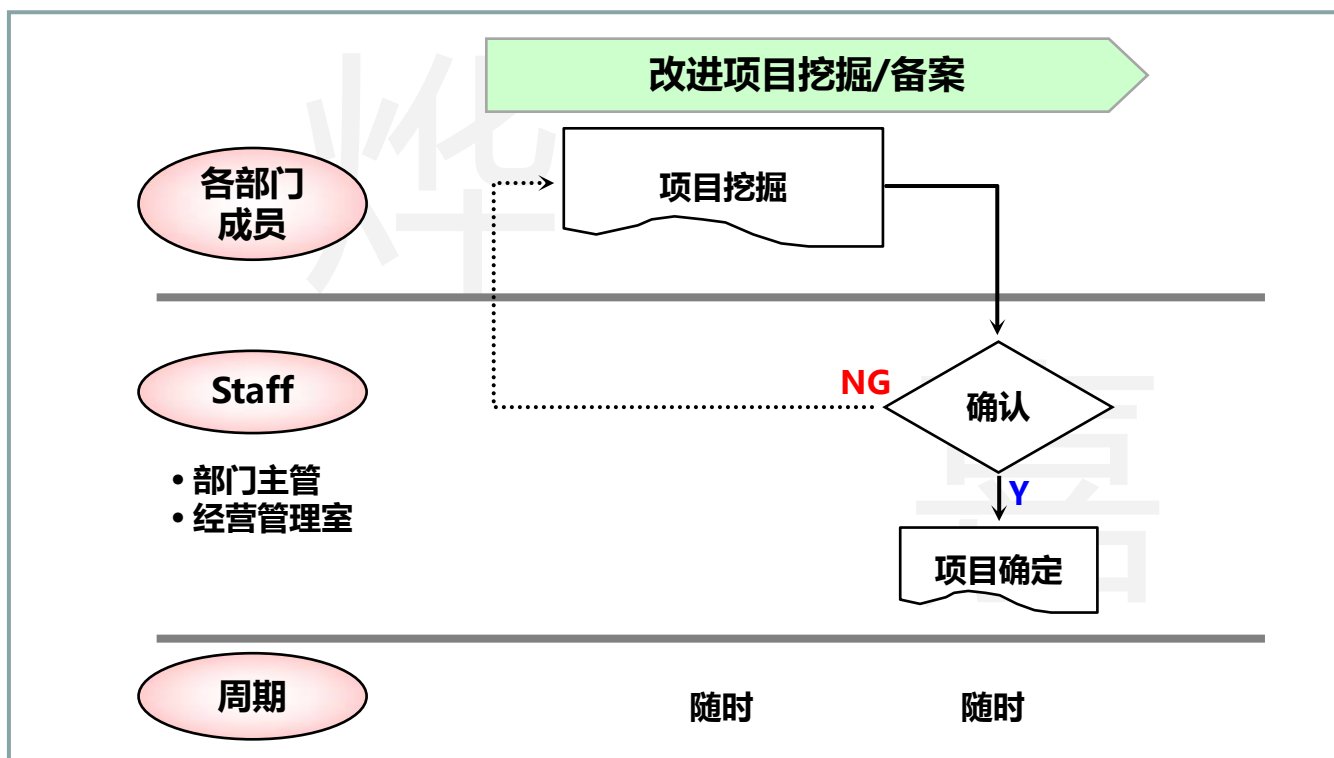 改进项目挖掘/备案
各部门
成员
项目挖掘
Staff
NG
确认
• 部门主管
• 经营管理室
Y
项目确定
周期
随时
随时
烨
喜